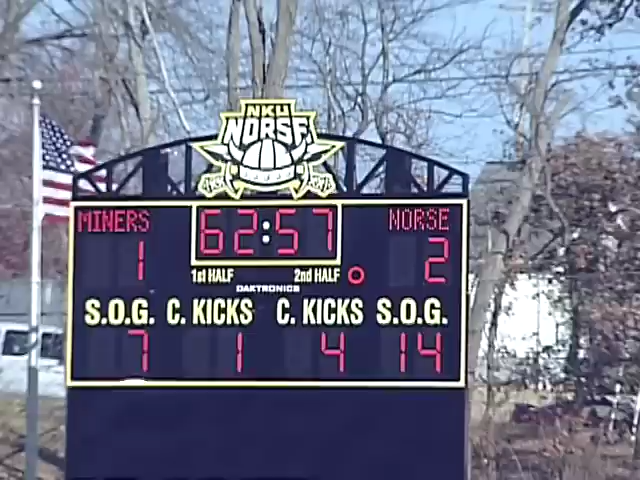 NKU
NORSE
MINERS 62:57 NORSE
1 2
1st HALF 2nd HALF
DAKTRONICS
S.O.G. C. KICKS C. KICKS S.O.G.
7 1 4 14